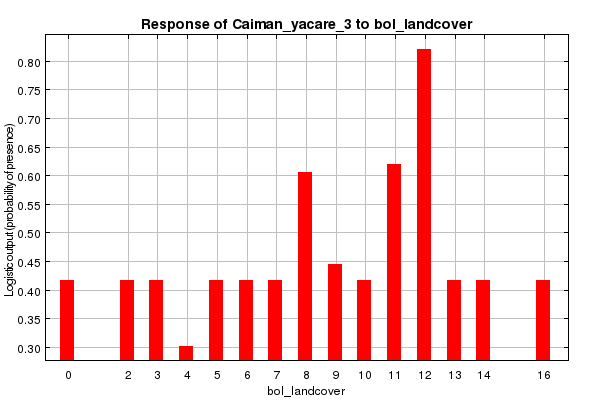 Response of Caiman_yacare_3 to bol_landcover
Logistic output (probability of presence)
0.80
0.75
0.70
0.65
0.60
0.55
0.50
0.45
0.40
0.35
0.30
0 2 3 4 5 6 7 8 9 10 11 12 13 14 16
bol_landcover